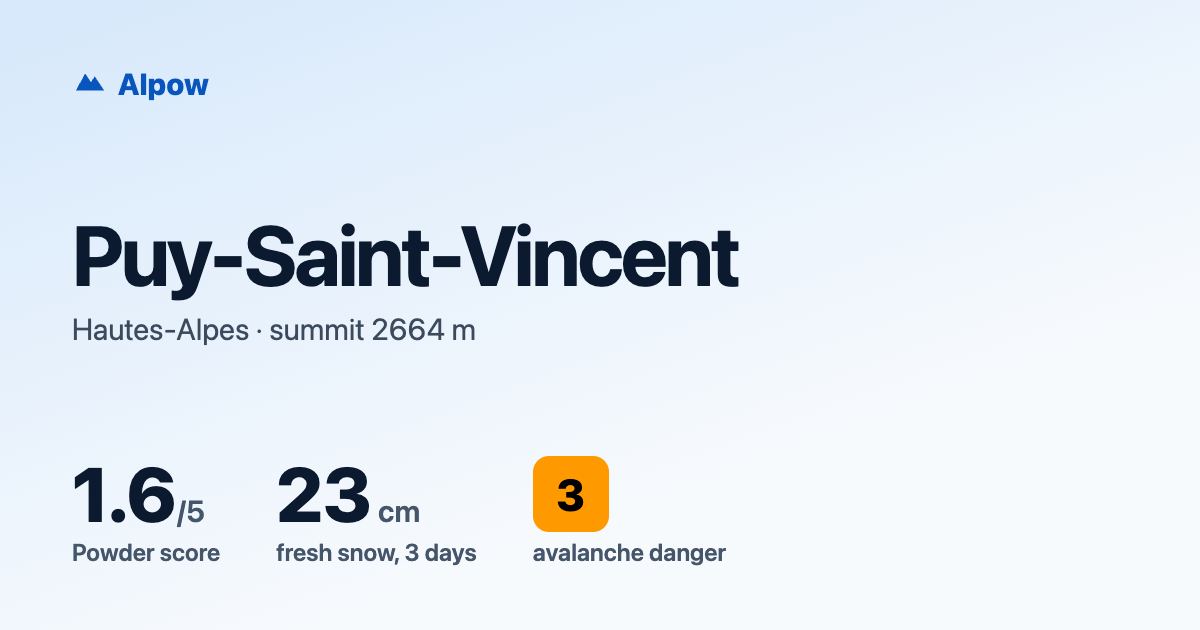 Alpow
Puy-Saint-Vincent
Hautes-Alpes · summit 2664 m
1.6/5
Powder score
23 cm
fresh snow, 3 days
3
avalanche danger